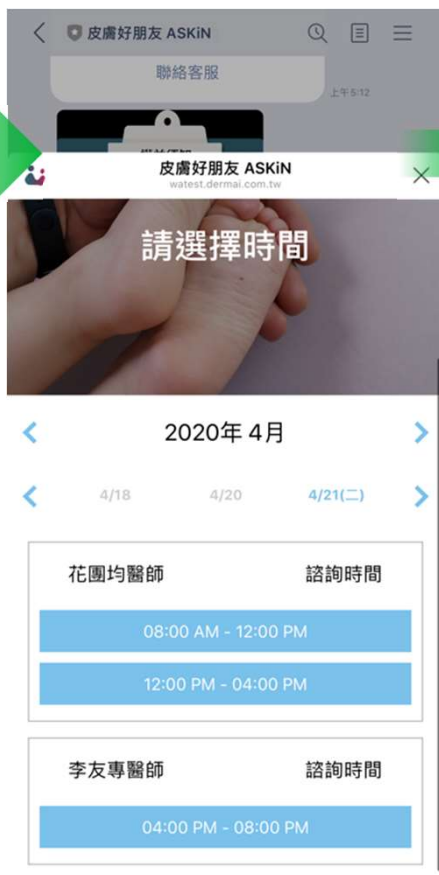 皮膚好朋友 ASKiN
聯絡客服
上午5:12
皮膚好朋友 ASKiN
watest.dermai.com.tw
請選擇時間
2020年 4月
4/18 4/20 4/21(二)
花團均醫師 諮詢時間
08:00 AM - 12:00 PM
12:00 PM - 04:00 PM
李友專醫師 諮詢時間
04:00 PM - 08:00 PM